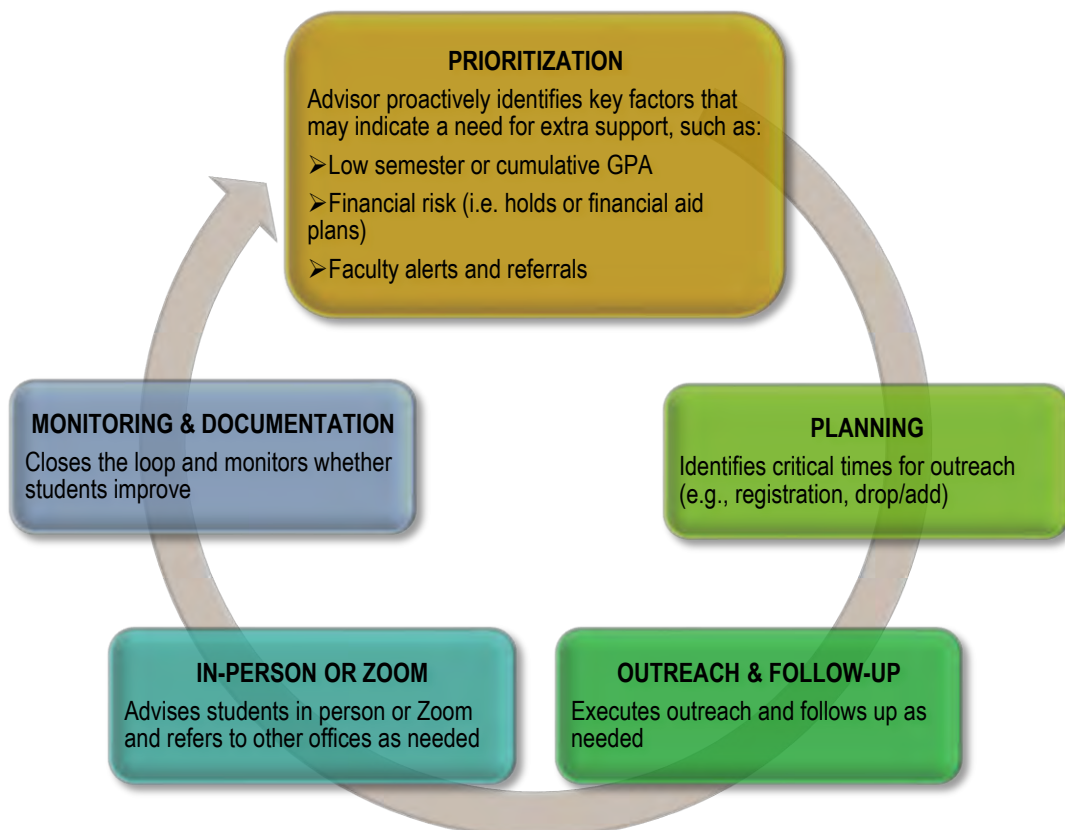 PRIORITIZATION
Advisor proactively identifies key factors that
may indicate a need for extra support, such as:
➢Low semester or cumulative GPA
➢Financial risk (i.e. holds or financial aid
plans)
➢Faculty alerts and referrals
PLANNING
Identifies critical times for outreach
(e.g., registration, drop/add)
OUTREACH & FOLLOW-UP
Executes outreach and follows up as
needed
IN-PERSON OR ZOOM
Advises students in person or Zoom
and refers to other offices as needed
MONITORING & DOCUMENTATION
Closes the loop and monitors whether
students improve